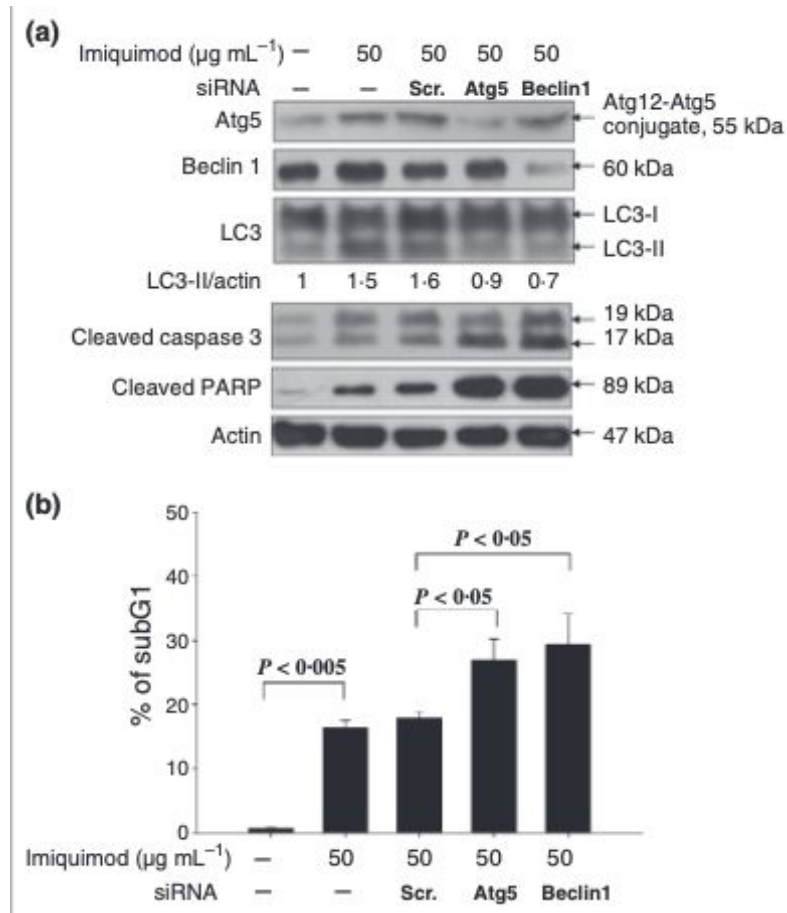 (a)
Imiquimod (µg mL⁻¹) – 50 50 50 50
siRNA – – Scr. Atg5 Beclin1
Atg5 Atg12-Atg5 conjugate, 55 kDa
Beclin 1 60 kDa
LC3 LC3-I
LC3-II
LC3-II/actin 1 1·5 1·6 0·9 0·7
Cleaved caspase 3 19 kDa
17 kDa
Cleaved PARP 89 kDa
Actin 47 kDa
(b)
% of subG1
50
40
30
20
10
0
P < 0·05
P < 0·05
P < 0·005
Imiquimod (µg mL⁻¹) – 50 50 50 50
siRNA – – Scr. Atg5 Beclin1